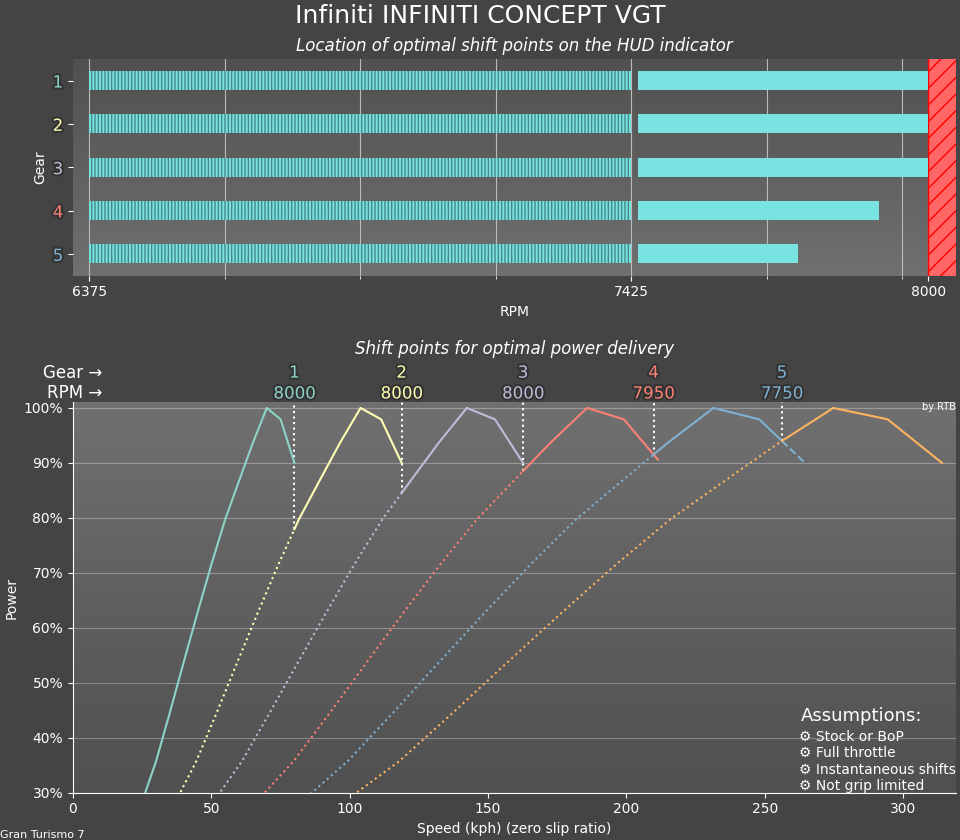 Infiniti INFINITI CONCEPT VGT
Location of optimal shift points on the HUD indicator
Gear
1
2
3
4
5
6375 7425 8000
RPM
Shift points for optimal power delivery
Gear → 1 2 3 4 5
RPM → 8000 8000 8000 7950 7750
by RTB
100%
90%
80%
70%
60%
50%
40%
30%
Power
Assumptions:
⚙ Stock or BoP
⚙ Full throttle
⚙ Instantaneous shifts
⚙ Not grip limited
0 50 100 150 200 250 300
Speed (kph) (zero slip ratio)
Gran Turismo 7